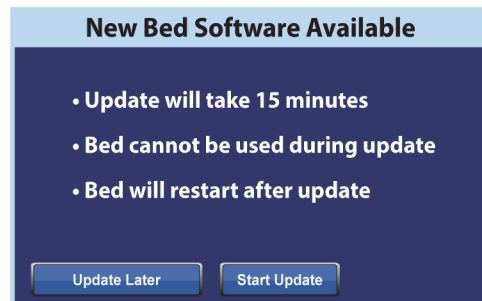 New Bed Software Available
• Update will take 15 minutes
• Bed cannot be used during update
• Bed will restart after update
Update Later
Start Update